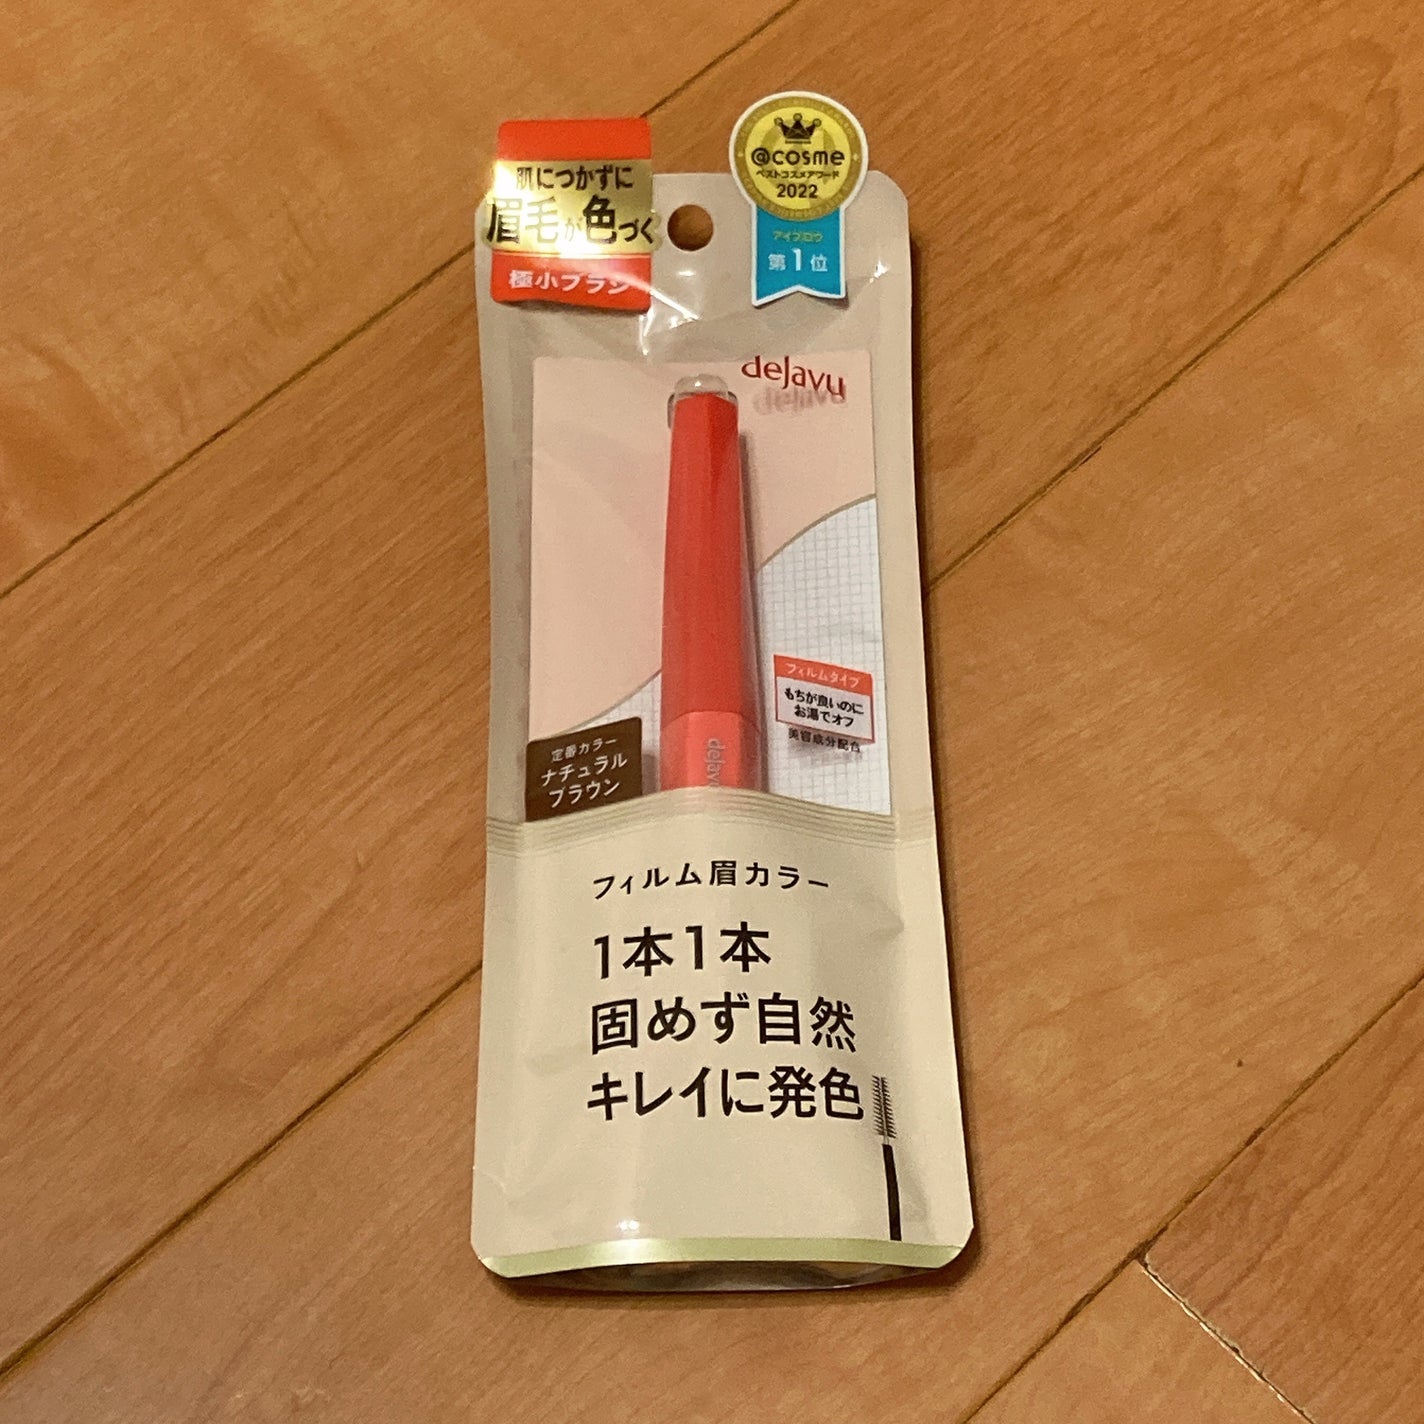 肌につかずに
眉毛が色づく
極小ブラシ
@cosme
ベストコスメアワード
2022
アイブロウ
第1位
dejavu
フィルムタイプ
もちが良いのに
お湯でオフ
美容成分配合
dejavu
定番カラー
ナチュラル
ブラウン
フィルム眉カラー
1本1本
固めず自然
キレイに発色